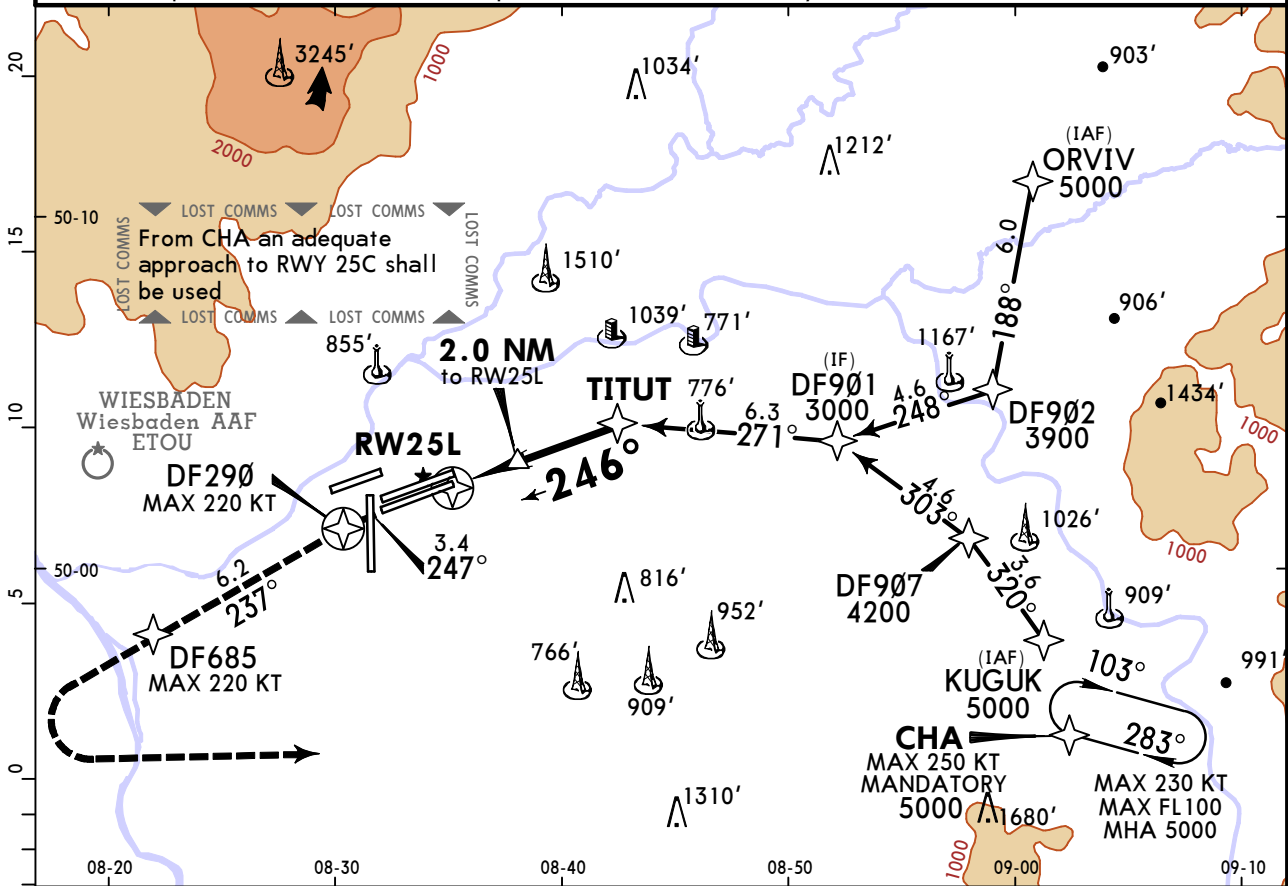 3245'
1000
2000
1034'
903'
1212'
(IAF)
ORVIV
5000
20
15
10
5
0
50-10
LOST COMMS LOST COMMS
LOST COMMS
LOST COMMS
From CHA an adequate
approach to RWY 25C shall
be used
LOST COMMS LOST COMMS
6.0
188°
1510'
1039'
771'
906'
1167'
855'
2.0 NM
to RW25L
TITUT
776'
(IF)
DF901
3000
4.6
248°
DF902
3900
1434'
1000
WIESBADEN
Wiesbaden AAF
ETOU
6.3
271°
RW25L
246°
DF29Ø
MAX 220 KT
4.6
303°
1026'
1000
3.4
247°
50-00
3.6
320°
6.2
237°
816'
DF9Ø7
4200
909'
952'
DF685
MAX 220 KT
766'
909'
(IAF)
KUGUK
5000
103°
283°
991'
CHA
MAX 250 KT
MANDATORY
5000
MAX 230 KT
MAX FL100
MHA 5000
1310'
1680'
1000
08-20
08-30
08-40
08-50
09-00
09-10